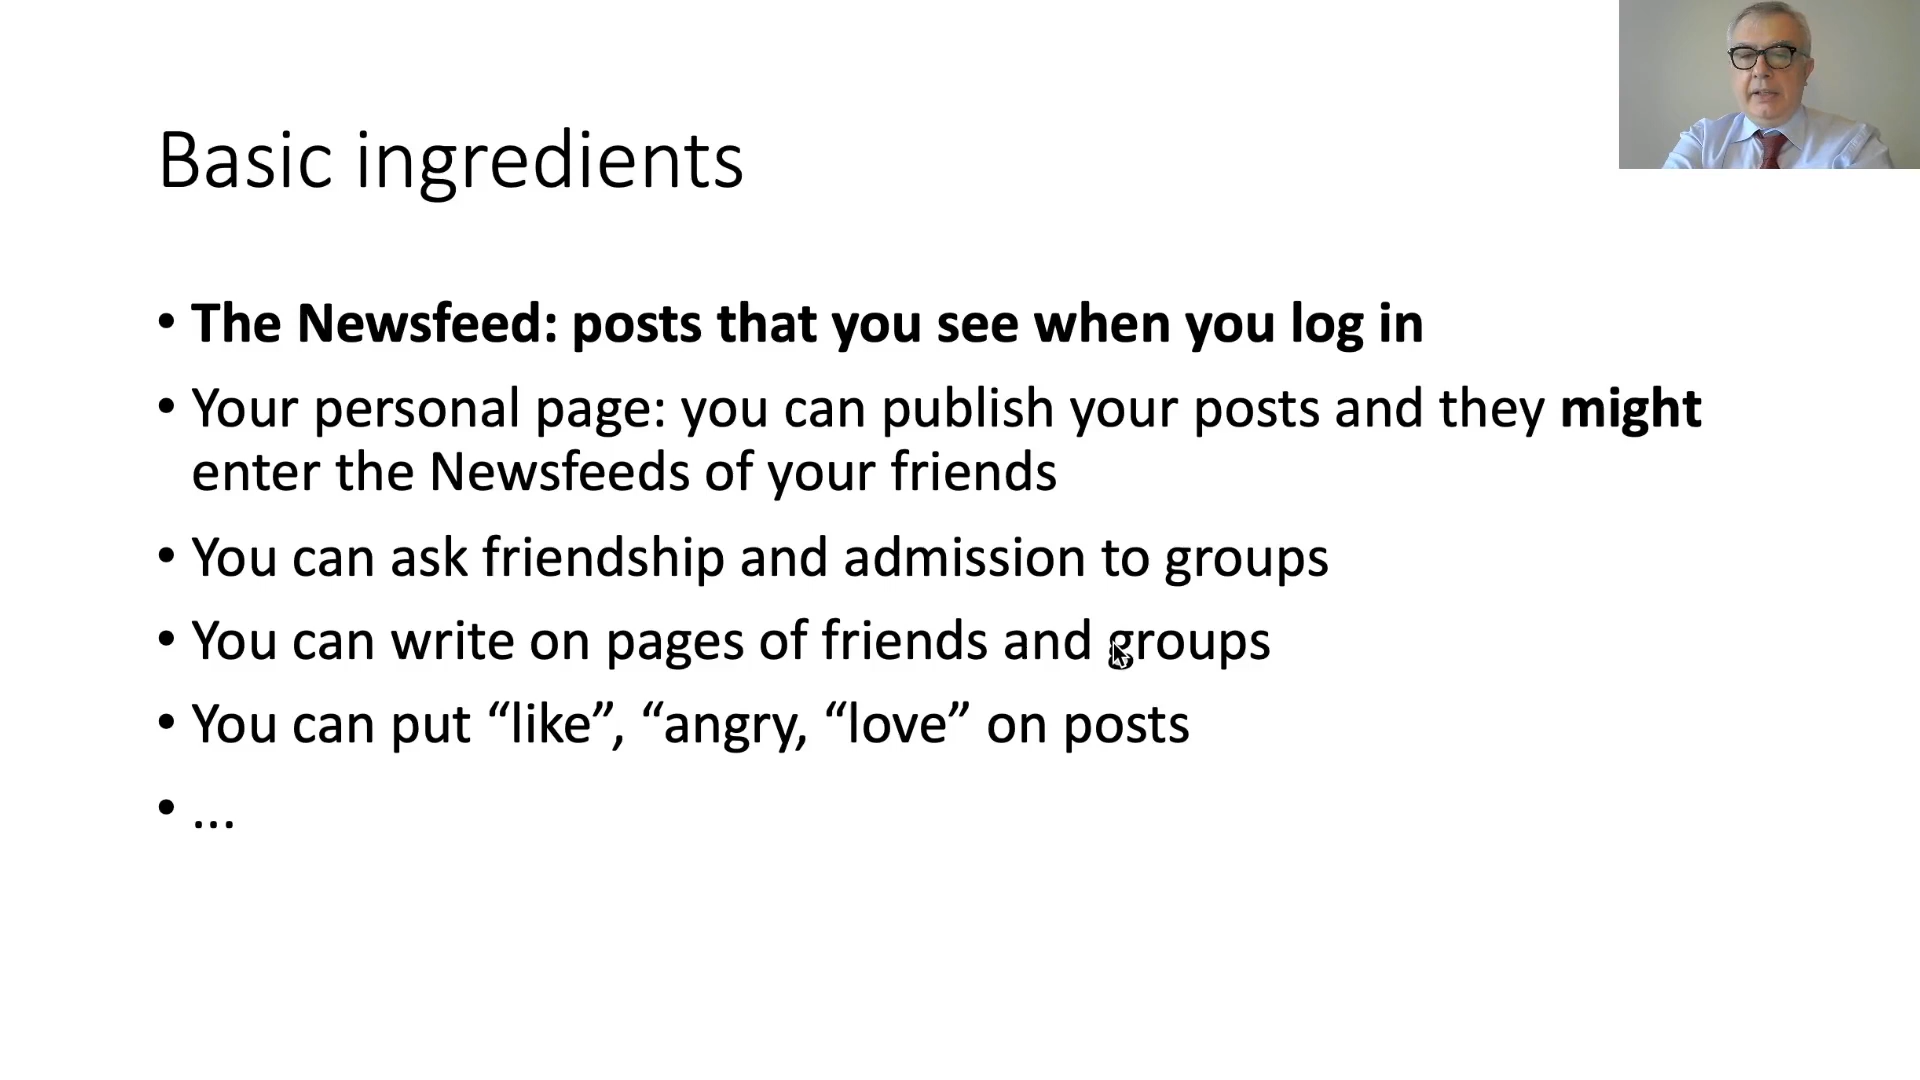 Basic ingredients
• The Newsfeed: posts that you see when you log in
• Your personal page: you can publish your posts and they might
enter the Newsfeeds of your friends
• You can ask friendship and admission to groups
• You can write on pages of friends and groups
• You can put “like”, “angry, “love” on posts
• ...